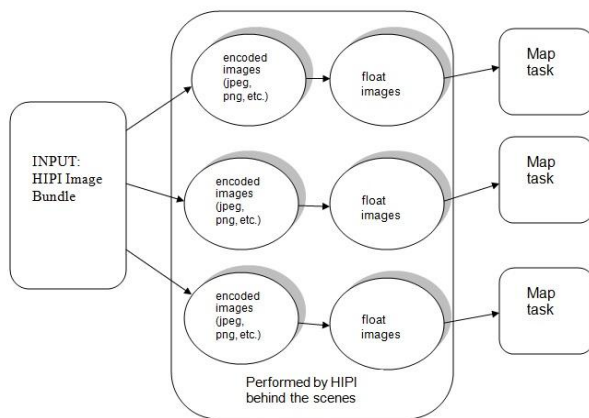 INPUT:
HIPI Image
Bundle
encoded
images
(jpeg,
png, etc.)
float
images
Map
task
encoded
images
(jpeg,
png, etc.)
float
images
Map
task
encoded
images
(jpeg,
png, etc.)
float
images
Map
task
Performed by HIPI
behind the scenes